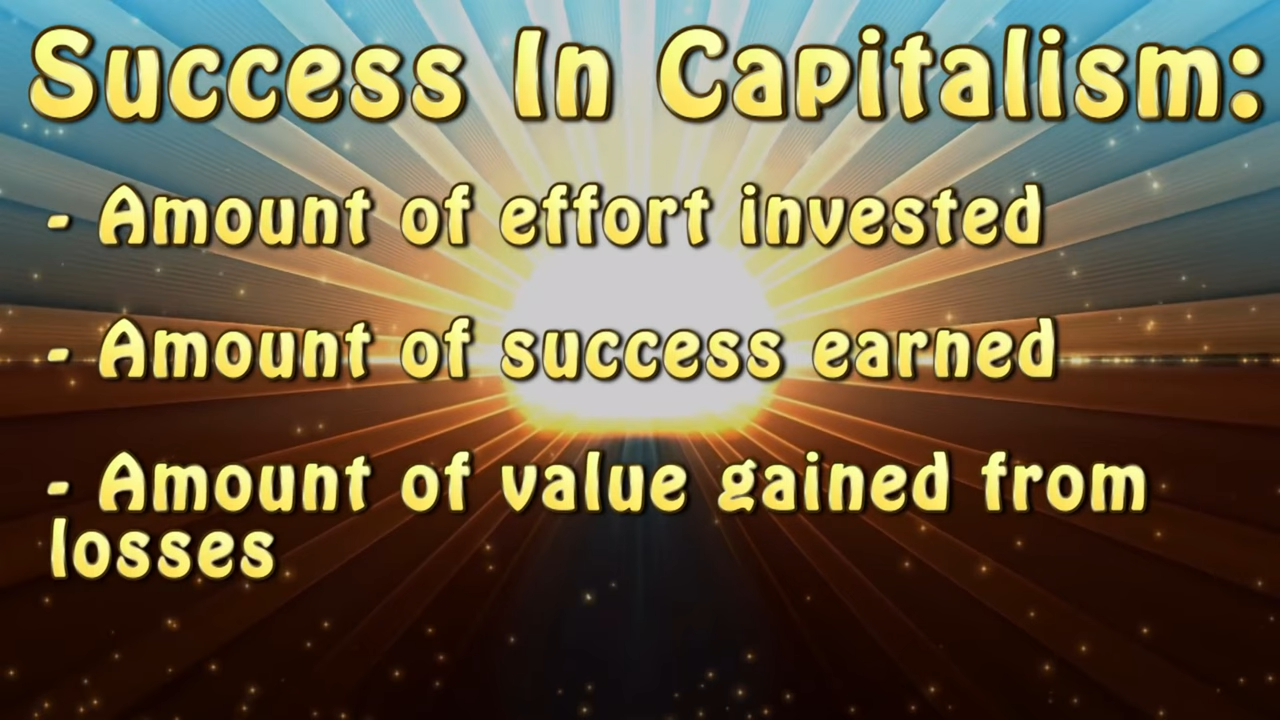 Success In Capitalism:
- Amount of effort invested
- Amount of success earned
- Amount of value gained from
losses